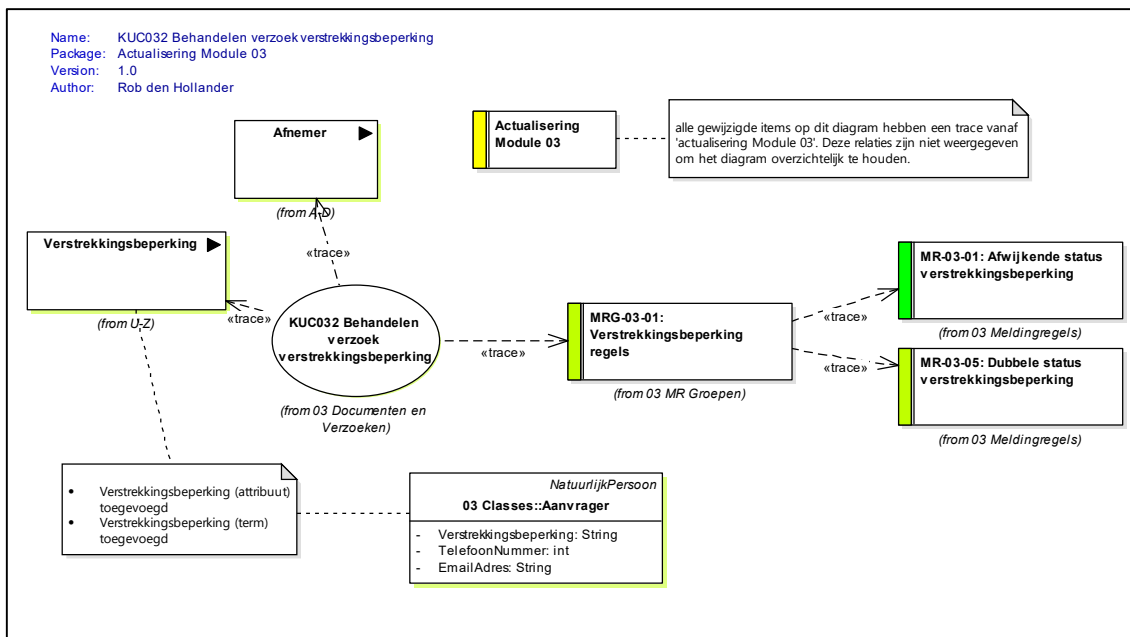 Name: KUC032 Behandelen verzoek verstrekkingsbeperking
Package: Actualisering Module 03
Version: 1.0
Author: Rob den Hollander
Afnemer
(from A-D)
Actualisering
Module 03
alle gewijzigde items op dit diagram hebben een trace vanaf
'actualisering Module 03'. Deze relaties zijn niet weergegeven
om het diagram overzichtelijk te houden.
Verstrekkingsbeperking
(from U-Z)
«trace»
«trace»
KUC032 Behandelen
verzoek
verstrekkingsbeperking
(from 03 Documenten en
Verzoeken)
«trace»
MRG-03-01:
Verstrekkingsbeperking
regels
(from 03 MR Groepen)
«trace»
«trace»
MR-03-01: Afwijkende status
verstrekkingsbeperking
(from 03 Meldingregels)
MR-03-05: Dubbele status
verstrekkingsbeperking
(from 03 Meldingregels)
• Verstrekkingsbeperking (attribuut)
toegevoegd
• Verstrekkingsbeperking (term)
toegevoegd
NatuurlijkPersoon
03 Classes::Aanvrager
- Verstrekkingsbeperking: String
- TelefoonNummer: int
- EmailAdres: String